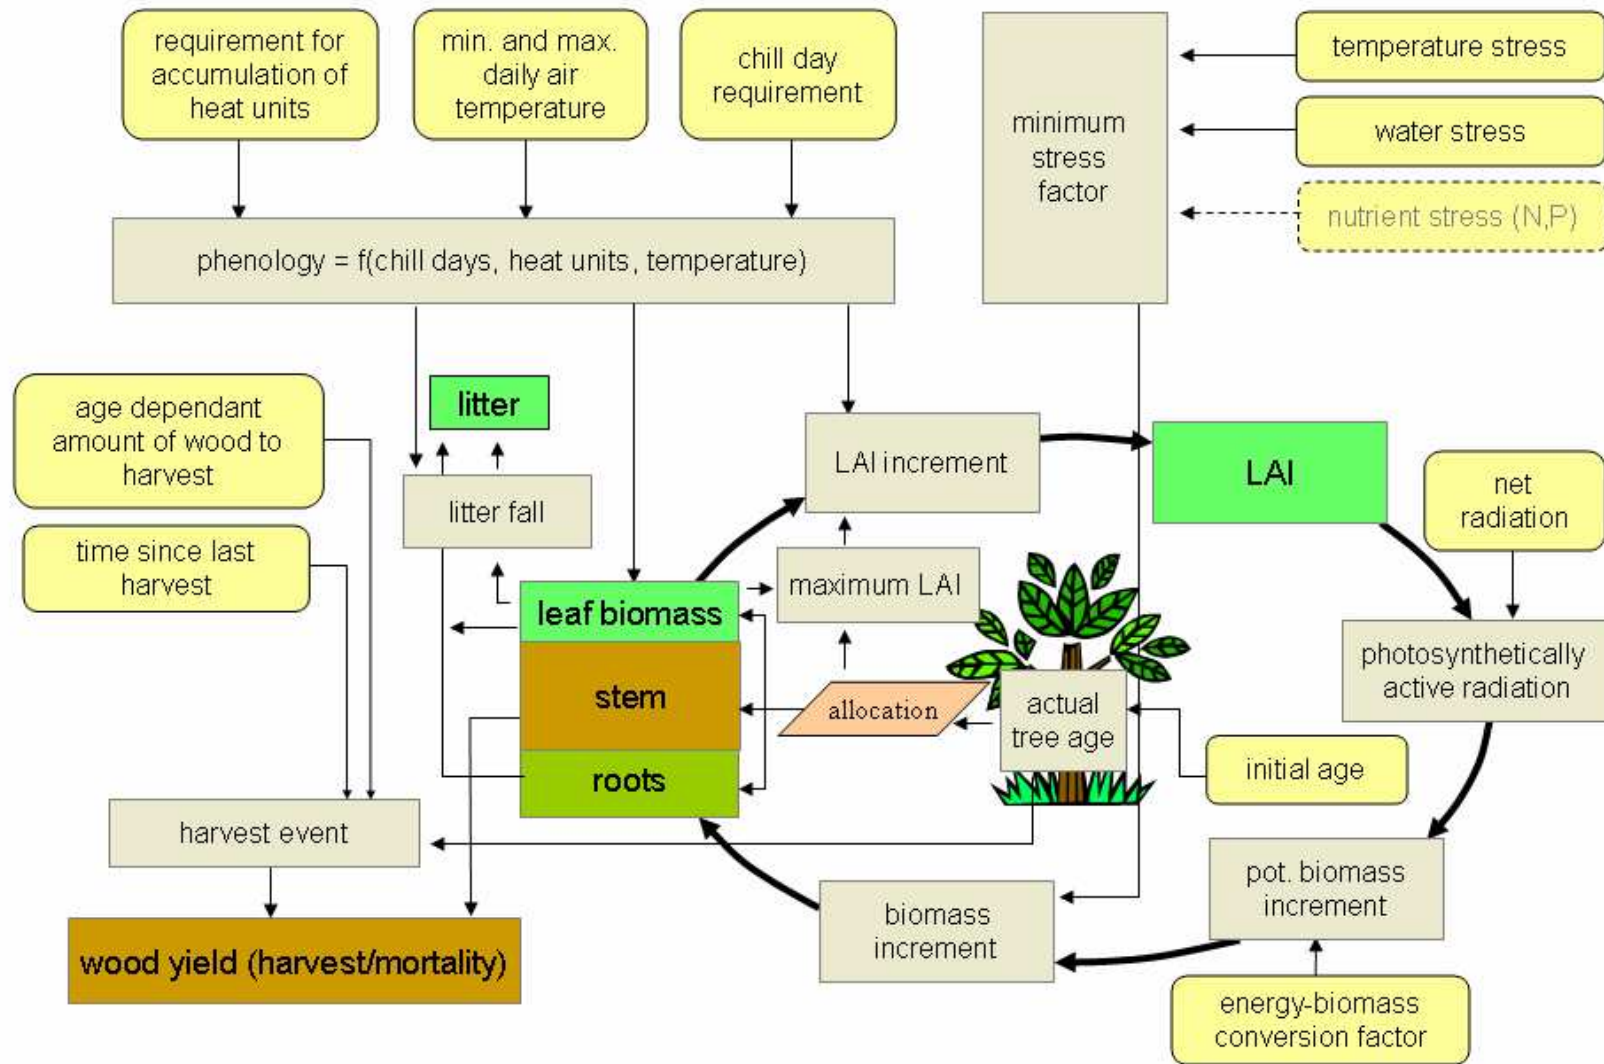 requirement for
accumulation of
heat units
min. and max.
daily air
temperature
chill day
requirement
minimum
stress
factor
temperature stress
water stress
nutrient stress (N,P)
phenology = f(chill days, heat units, temperature)
age dependant
amount of wood to
harvest
litter
LAI increment
LAI
net
radiation
litter fall
time since last
harvest
maximum LAI
leaf biomass
stem
roots
allocation
actual
tree age
photosynthetically
active radiation
initial age
harvest event
pot. biomass
increment
biomass
increment
wood yield (harvest/mortality)
energy-biomass
conversion factor